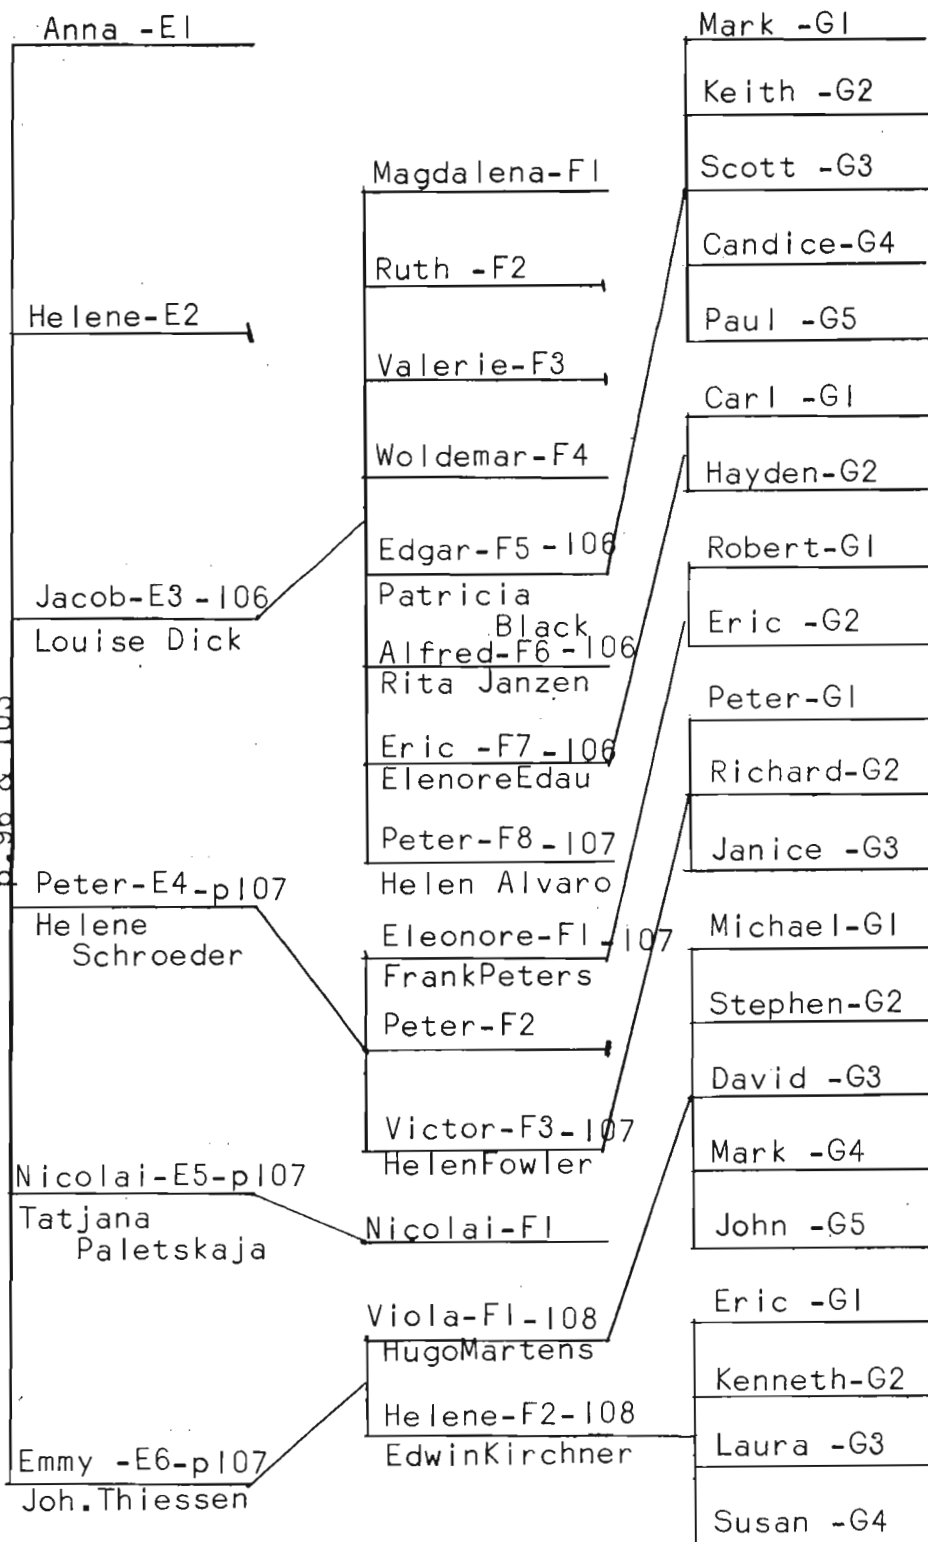 Anna -E1
Helene-E2
Jacob-E3 -106
Louise Dick
p.96 & 105
Peter-E4-p107
Helene
Schroeder
Nicolai-E5-p107
Tatjana
Paletskaja
Emmy -E6-p107
Joh.Thiessen
Magdalena-F1
Ruth -F2
Valerie-F3
Woldemar-F4
Edgar-F5 -106
Patricia
Black
Alfred-F6 -106
Rita Janzen
Eric -F7 -106
ElenoreEdau
Peter-F8 -107
Helen Alvaro
Eleonore-F1 -107
FrankPeters
Peter-F2
Victor-F3-107
HelenFowler
Nicolai-F1
Viola-F1-108
HugoMartens
Helene-F2-108
EdwinKirchner
Mark -G1
Keith -G2
Scott -G3
Candice-G4
Paul -G5
Carl -G1
Hayden-G2
Robert-G1
Eric -G2
Peter-G1
Richard-G2
Janice -G3
Michael-G1
Stephen-G2
David -G3
Mark -G4
John -G5
Eric -G1
Kenneth-G2
Laura -G3
Susan -G4